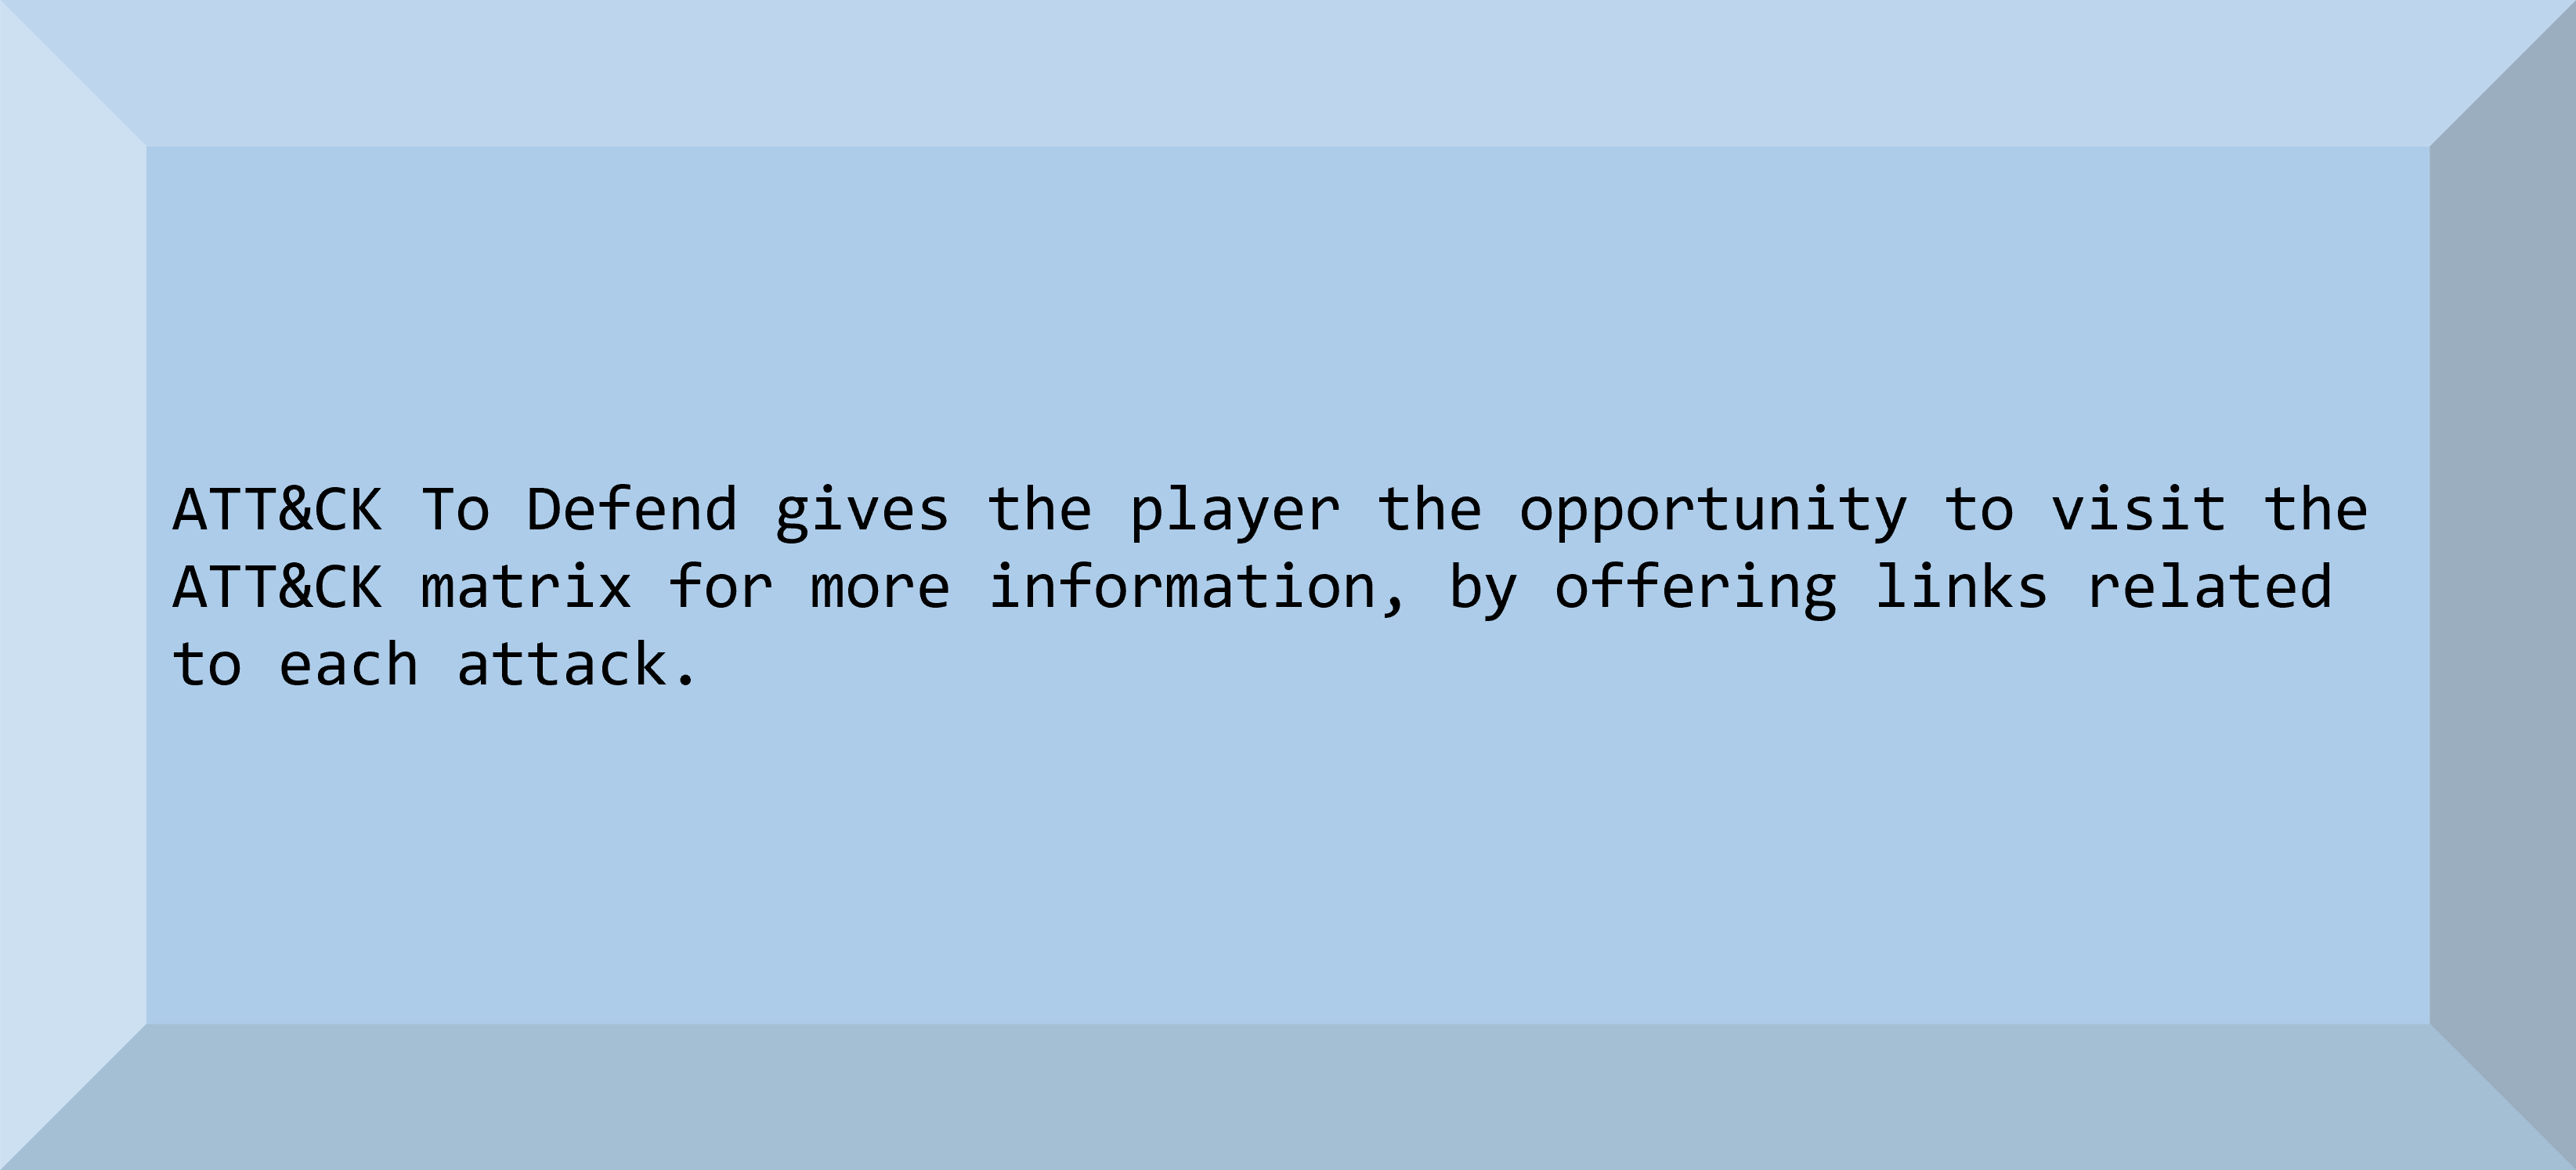 ATT&CK To Defend gives the player the opportunity to visit the
ATT&CK matrix for more information, by offering links related
to each attack.